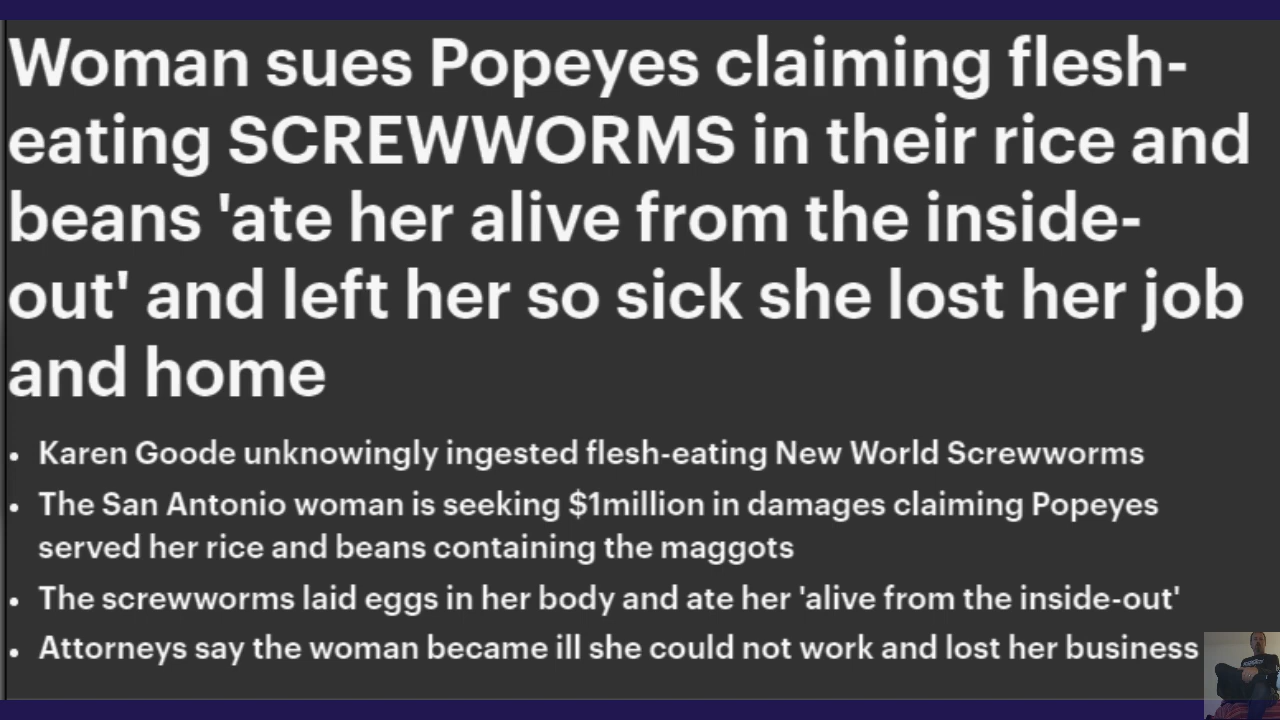 Woman sues Popeyes claiming flesh-
eating SCREWWORMS in their rice and
beans 'ate her alive from the inside-
out' and left her so sick she lost her job
and home
• Karen Goode unknowingly ingested flesh-eating New World Screwworms
• The San Antonio woman is seeking $1million in damages claiming Popeyes
served her rice and beans containing the maggots
• The screwworms laid eggs in her body and ate her 'alive from the inside-out'
• Attorneys say the woman became ill she could not work and lost her business